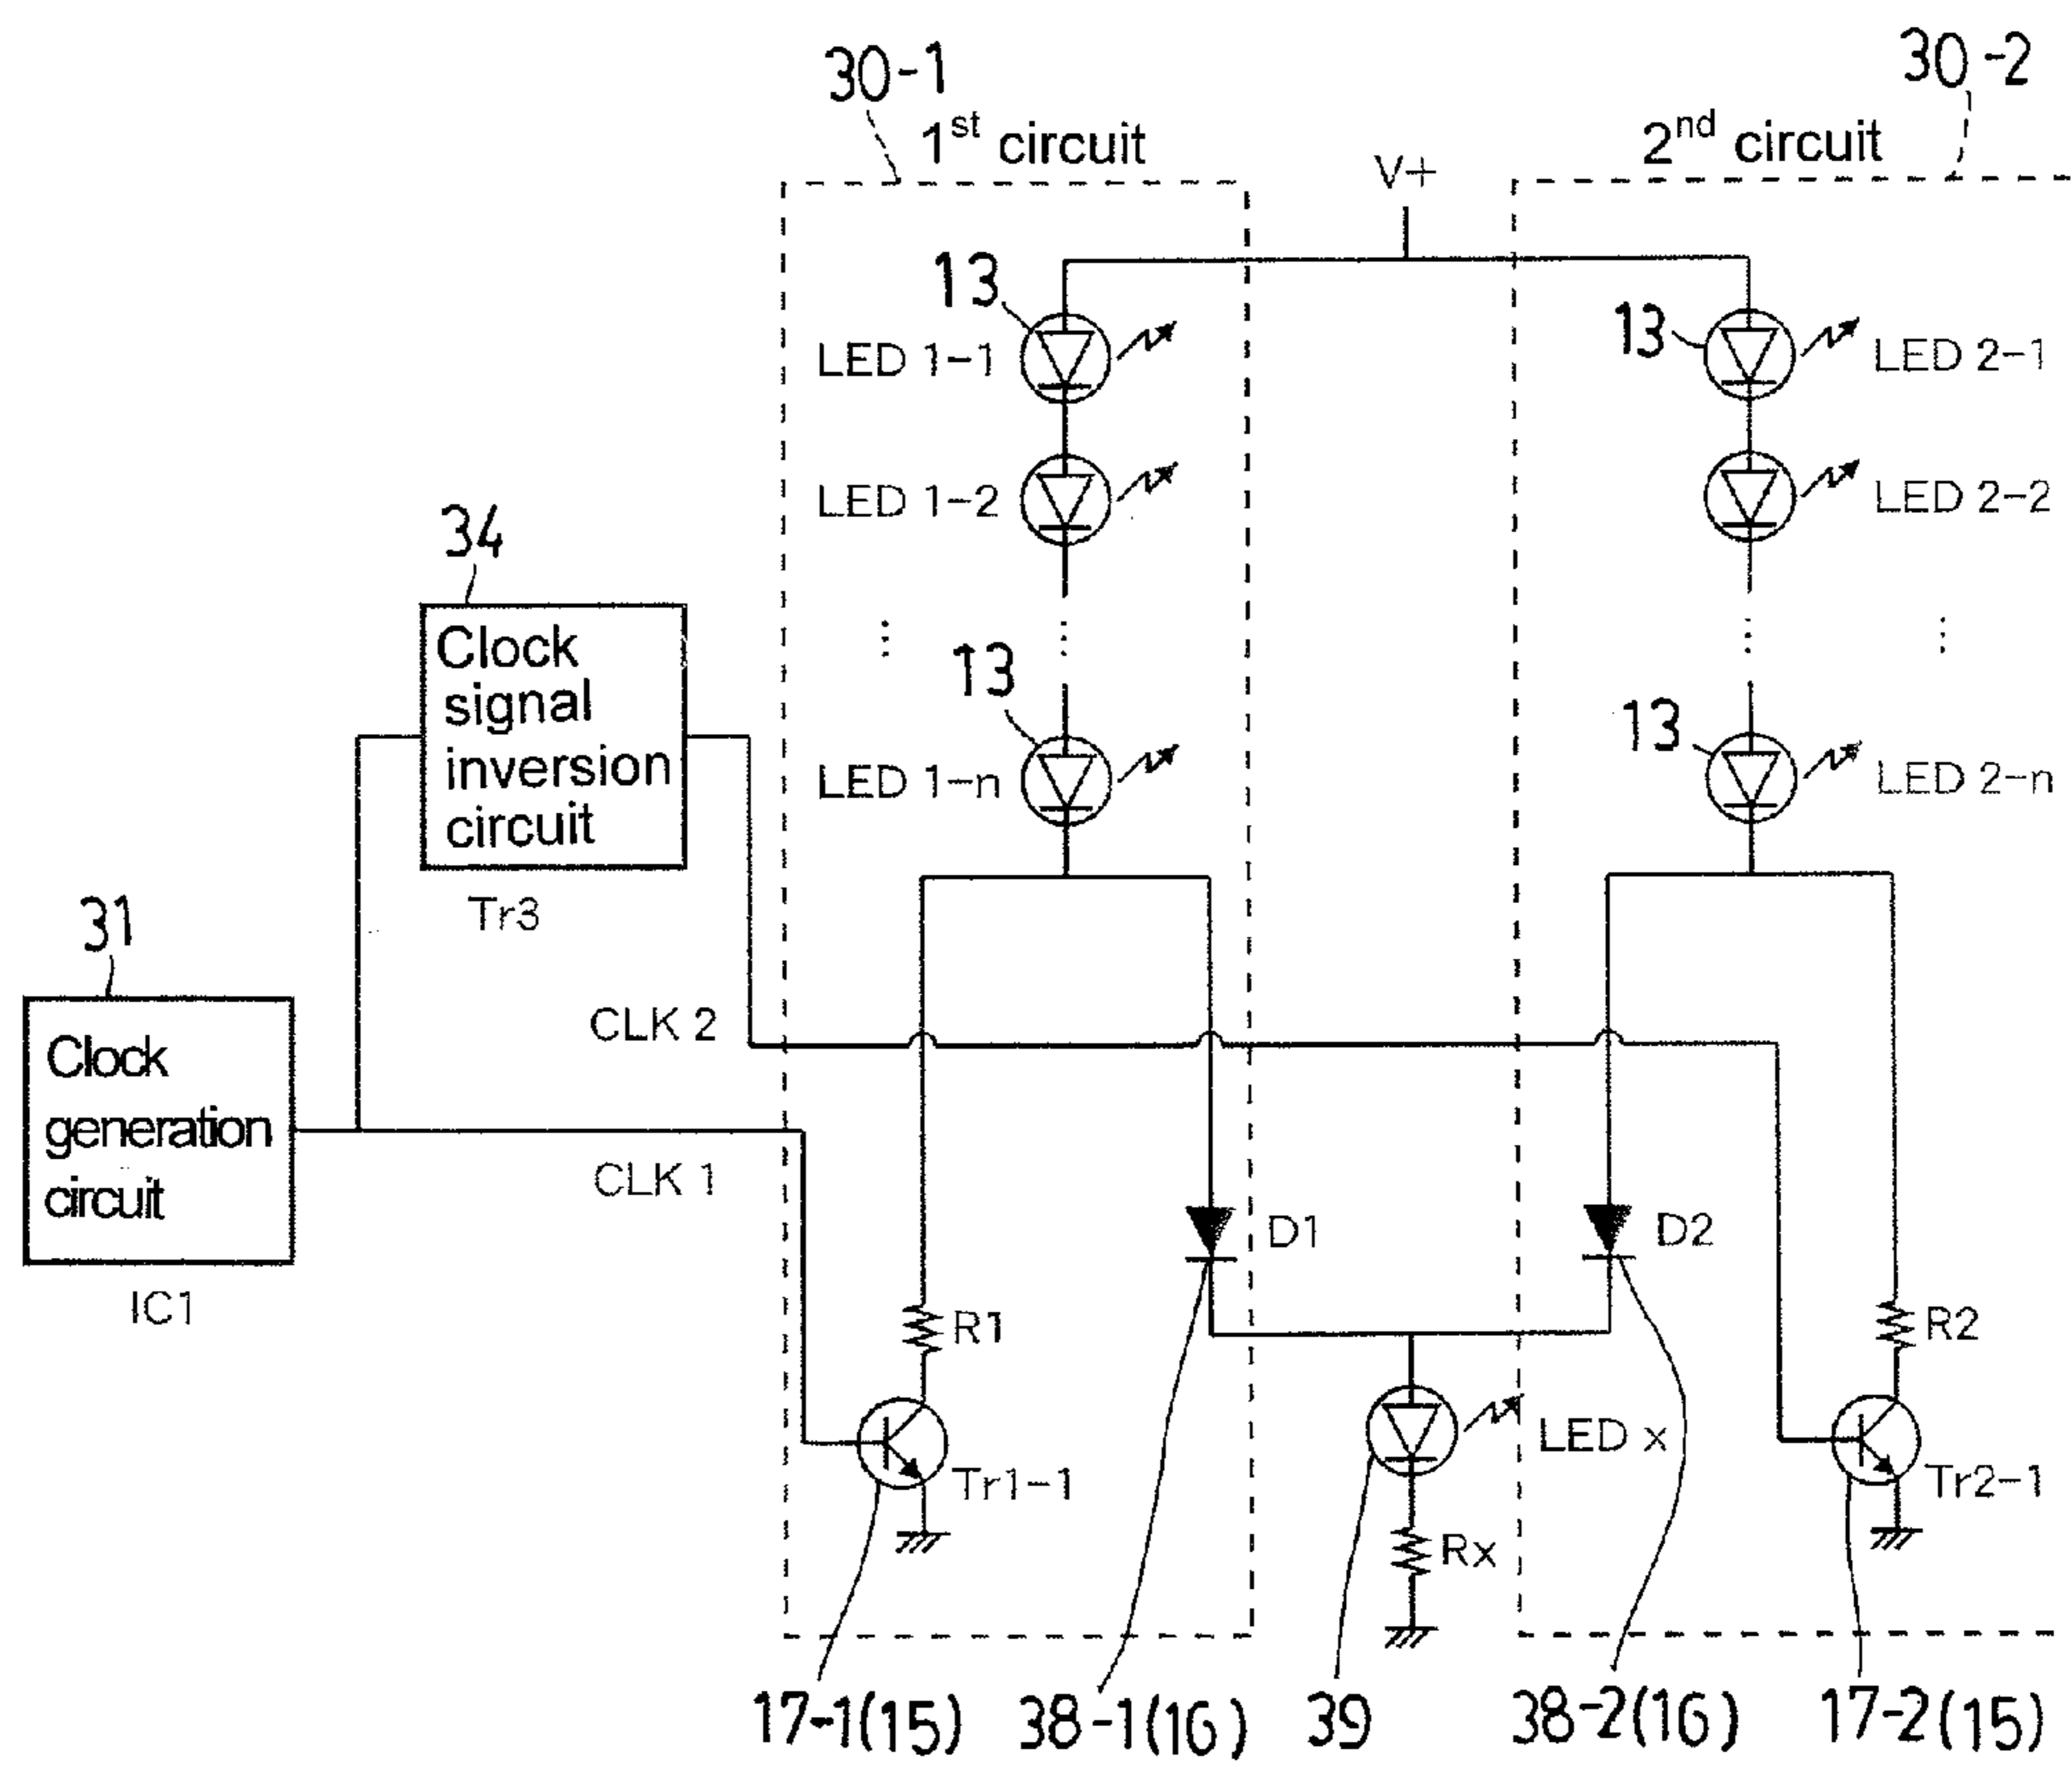 30-1
1st circuit
30-2
2nd circuit
V+
13
LED 1-1
13
LED 2-1
LED 1-2
LED 2-2
34
Clock
signal
inversion
circuit
Tr3
13
LED 1-n
13
LED 2-n
31
Clock
generation
circuit
IC1
CLK 2
CLK 1
D1
D2
R1
R2
Tr1-1
LED x
Tr2-1
Rx
17-1(15)
38-1(16)
39
38-2(16)
17-2(15)